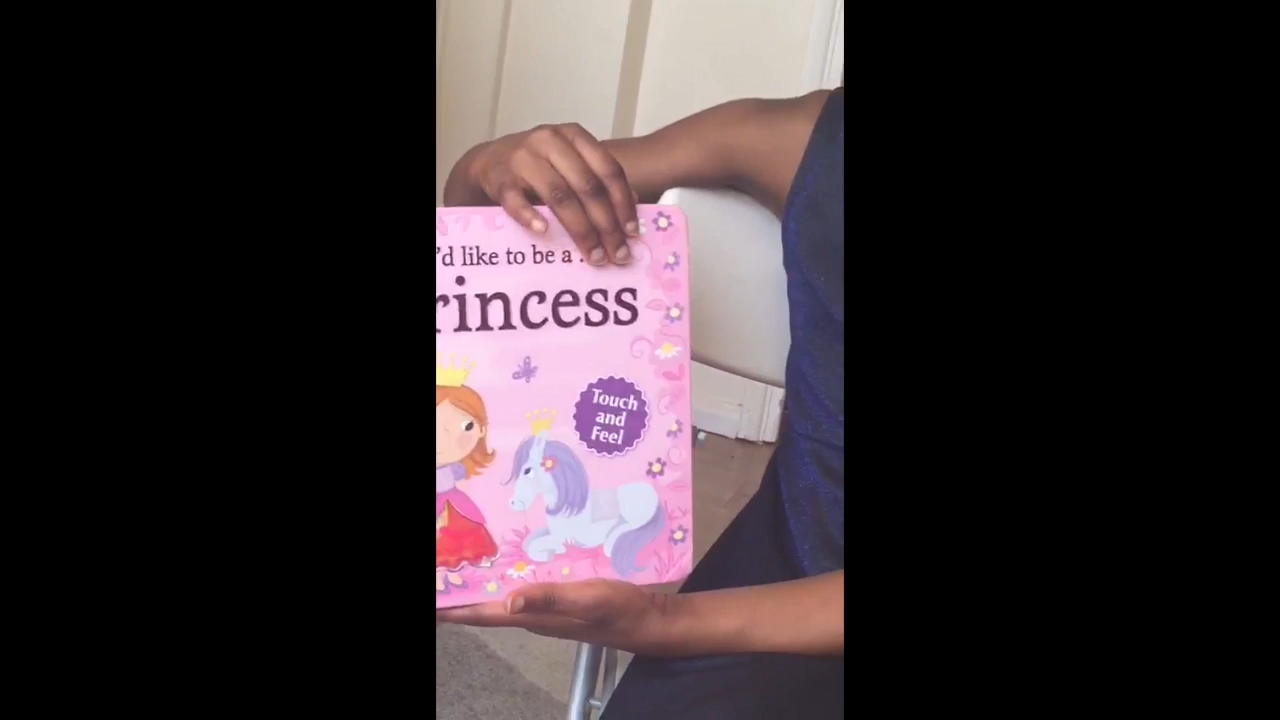 'd like to be a .
rincess
Touch
and
Feel